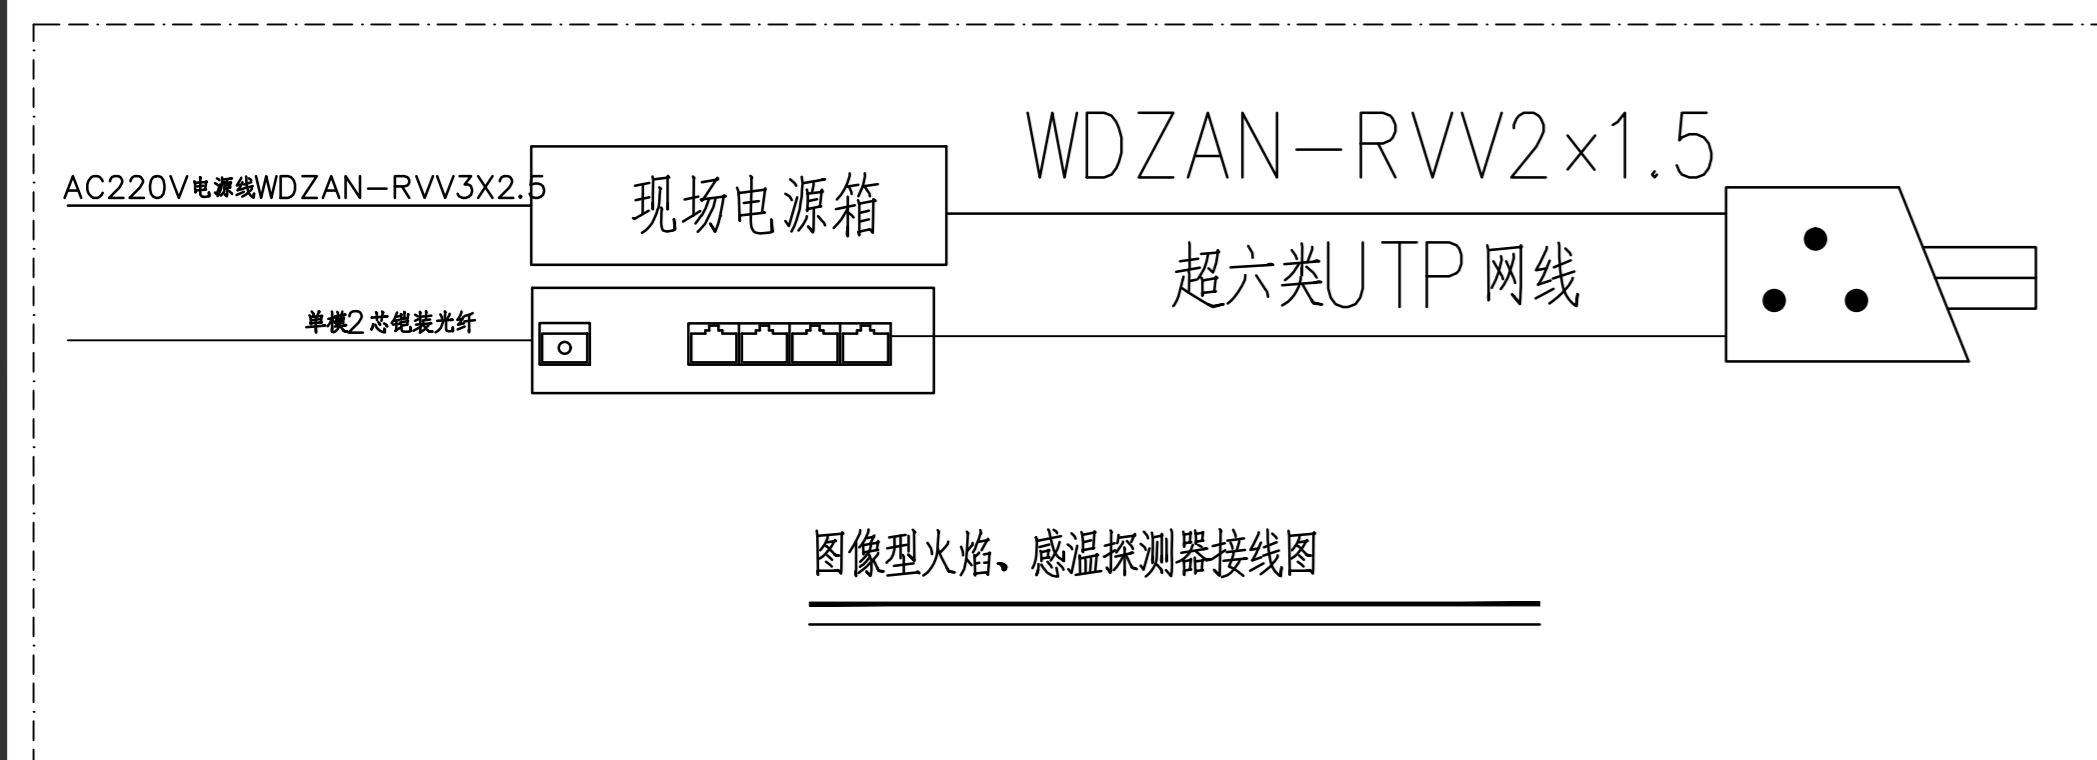 WDZAN-RVV2×1.5
AC220V电源线WDZAN-RVV3X2.5
现场电源箱
超六类UTP网线
单模2芯铠装光纤
图像型火焰、感温探测器接线图